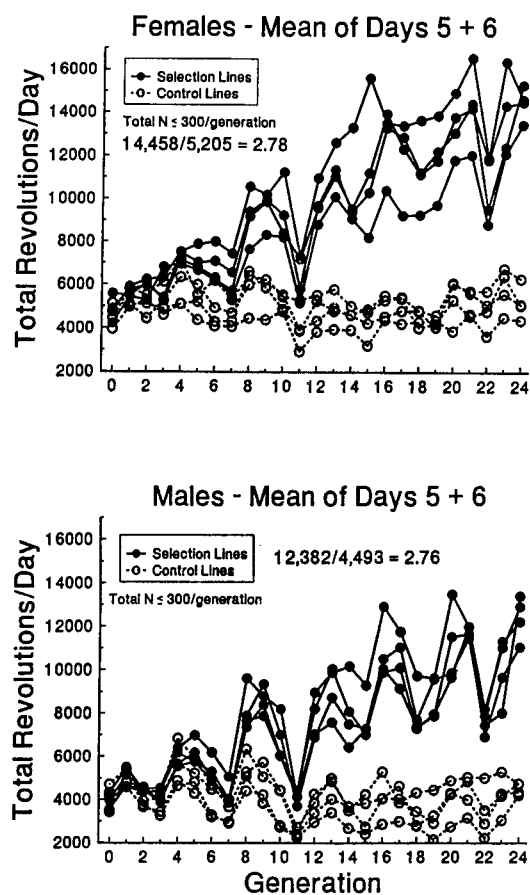 Females - Mean of Days 5 + 6
Total Revolutions/Day
16000
14000
12000
10000
8000
6000
4000
2000
Selection Lines
Control Lines
Total N ≤ 300/generation
14,458/5,205 = 2.78
0 2 4 6 8 10 12 14 16 18 20 22 24
Males - Mean of Days 5 + 6
Total Revolutions/Day
16000
14000
12000
10000
8000
6000
4000
2000
Selection Lines
Control Lines
12,382/4,493 = 2.76
Total N ≤ 300/generation
0 2 4 6 8 10 12 14 16 18 20 22 24
Generation